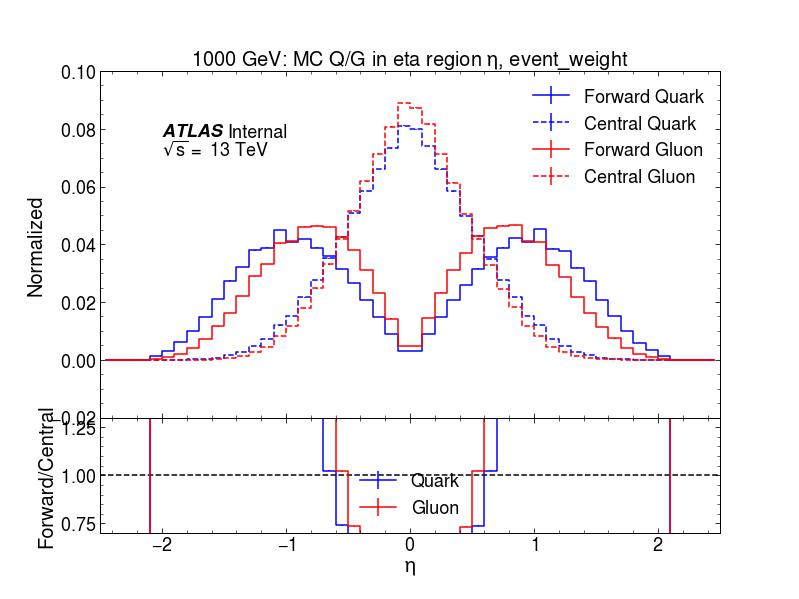 1000 GeV: MC Q/G in eta region η, event_weight
0.10
0.08
0.06
0.04
0.02
0.00
−0.02
Normalized
ATLAS Internal
√s = 13 TeV
Forward Quark
Central Quark
Forward Gluon
Central Gluon
1.25
1.00
0.75
Forward/Central
Quark
Gluon
−2
−1
0
1
2
η